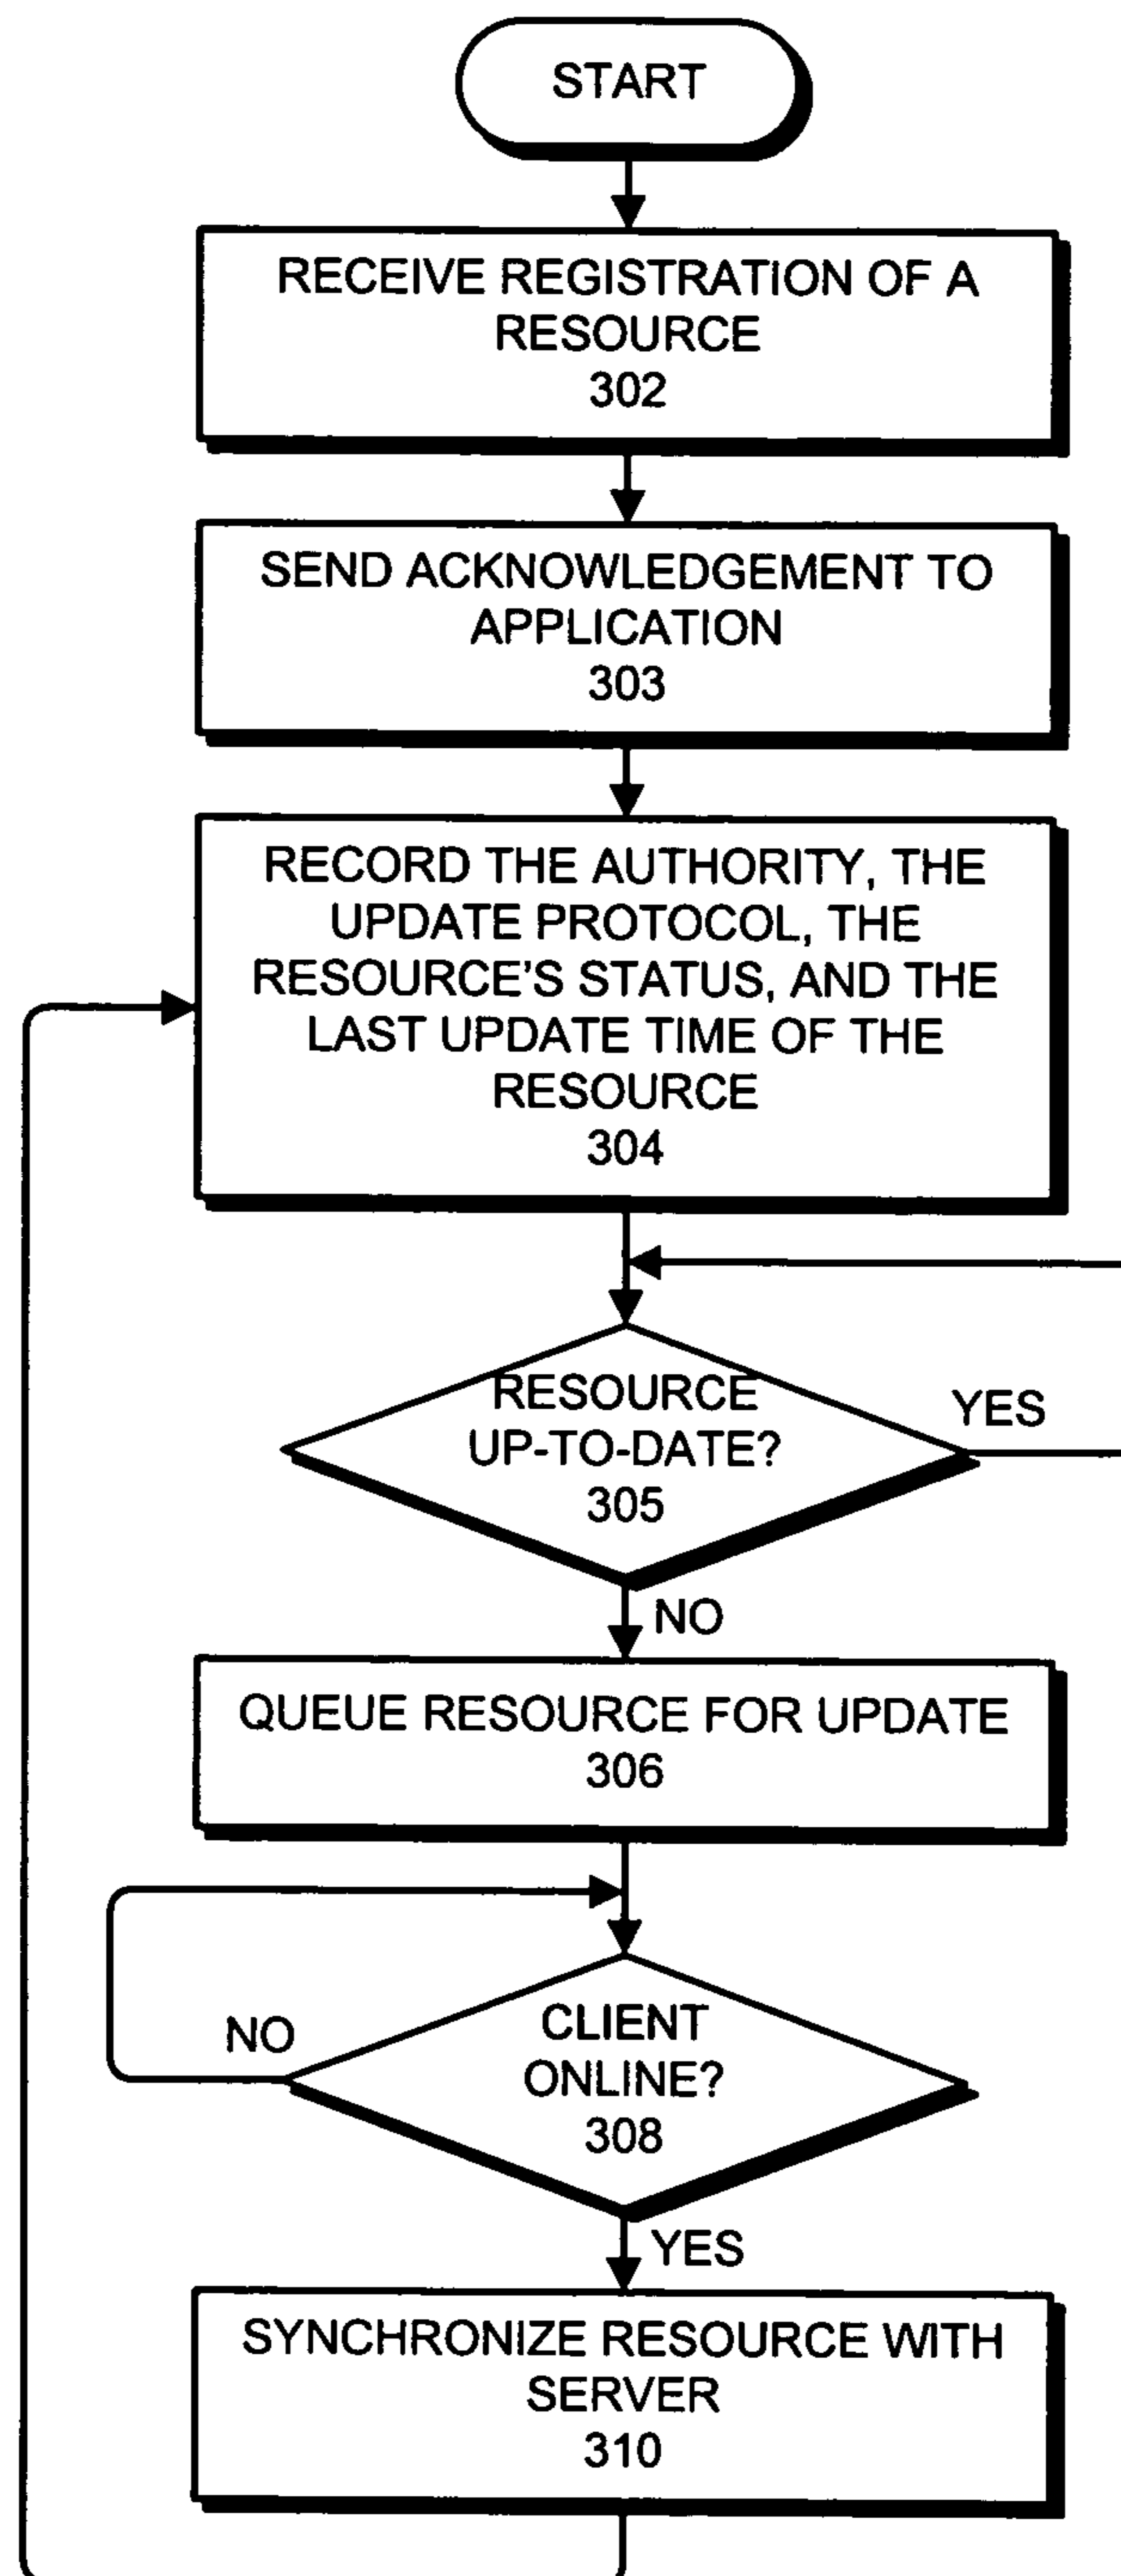 START
RECEIVE REGISTRATION OF A
RESOURCE
302
SEND ACKNOWLEDGEMENT TO
APPLICATION
303
RECORD THE AUTHORITY, THE
UPDATE PROTOCOL, THE
RESOURCE'S STATUS, AND THE
LAST UPDATE TIME OF THE
RESOURCE
304
RESOURCE
UP-TO-DATE?
305
YES
NO
QUEUE RESOURCE FOR UPDATE
306
NO
CLIENT
ONLINE?
308
YES
SYNCHRONIZE RESOURCE WITH
SERVER
310